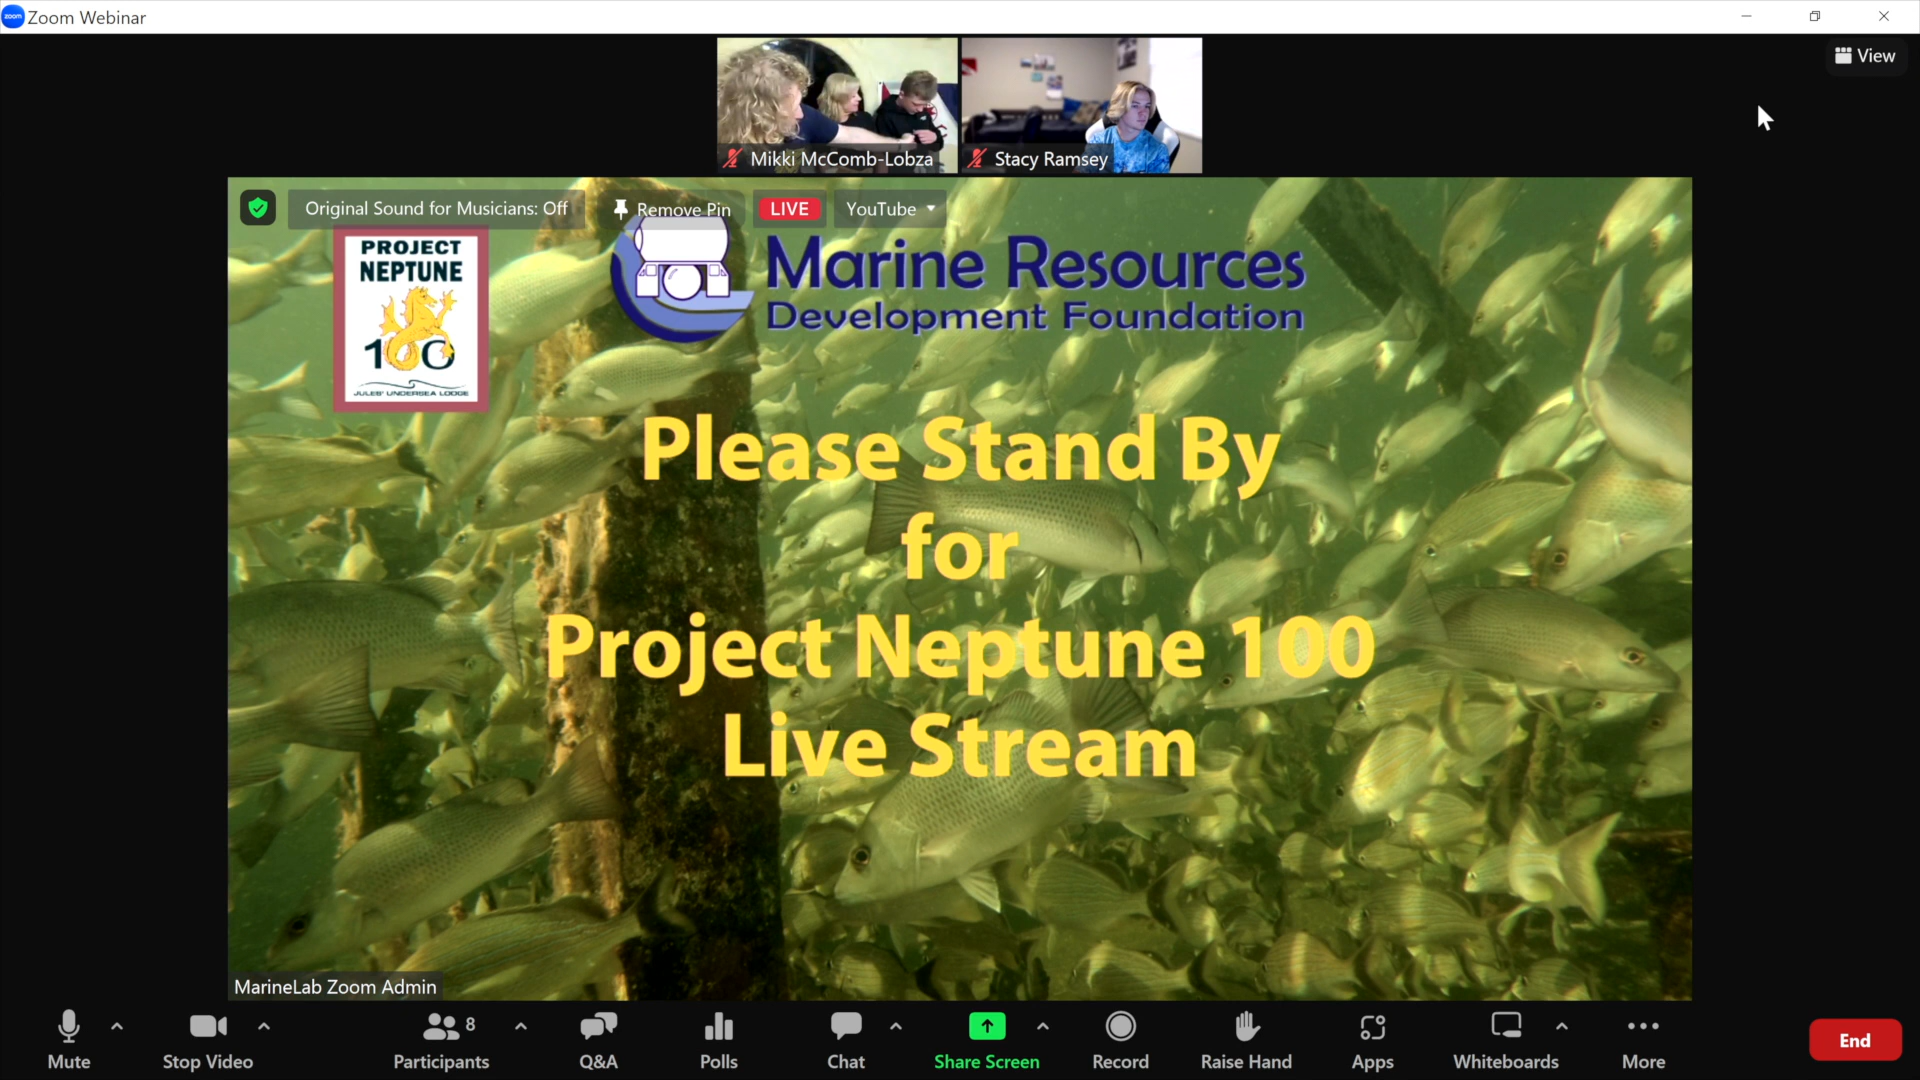 zoom
Zoom Webinar
View
Mikki McComb-Lobza
Stacy Ramsey
Original Sound for Musicians: Off
Remove Pin
LIVE
YouTube
PROJECT
NEPTUNE
100
JULES' UNDERSEA LODGE
Marine Resources
Development Foundation
Please Stand By
for
Project Neptune 100
Live Stream
MarineLab Zoom Admin
Mute
Stop Video
8
Participants
Q&A
Polls
Chat
Share Screen
Record
Raise Hand
Apps
Whiteboards
More
End